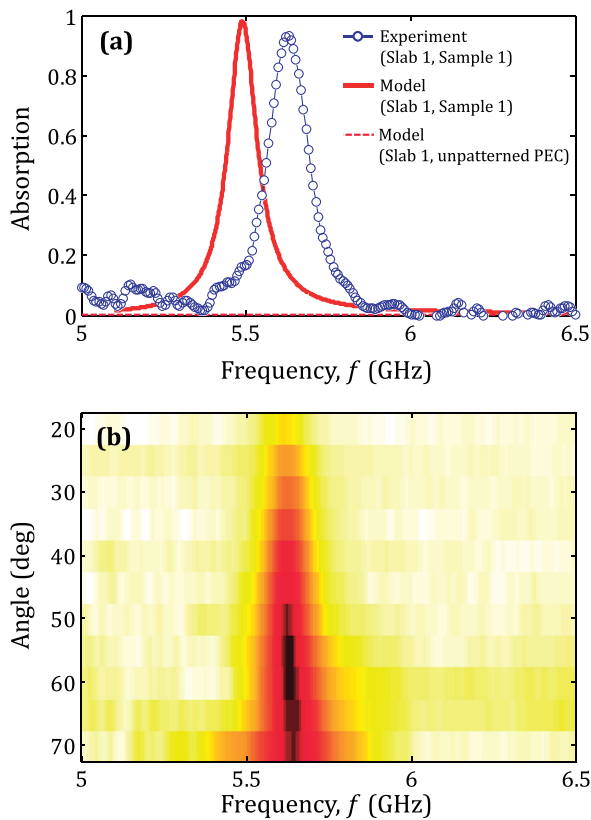 1
(a)
Experiment
(Slab 1, Sample 1)
0.8
Model
(Slab 1, Sample 1)
0.6
Model
(Slab 1, unpatterned PEC)
Absorption
0.4
0.2
0
5
5.5
6
6.5
Frequency, f (GHz)
(b)
20
30
40
Angle (deg)
50
60
70
5
5.5
6
6.5
Frequency, f (GHz)